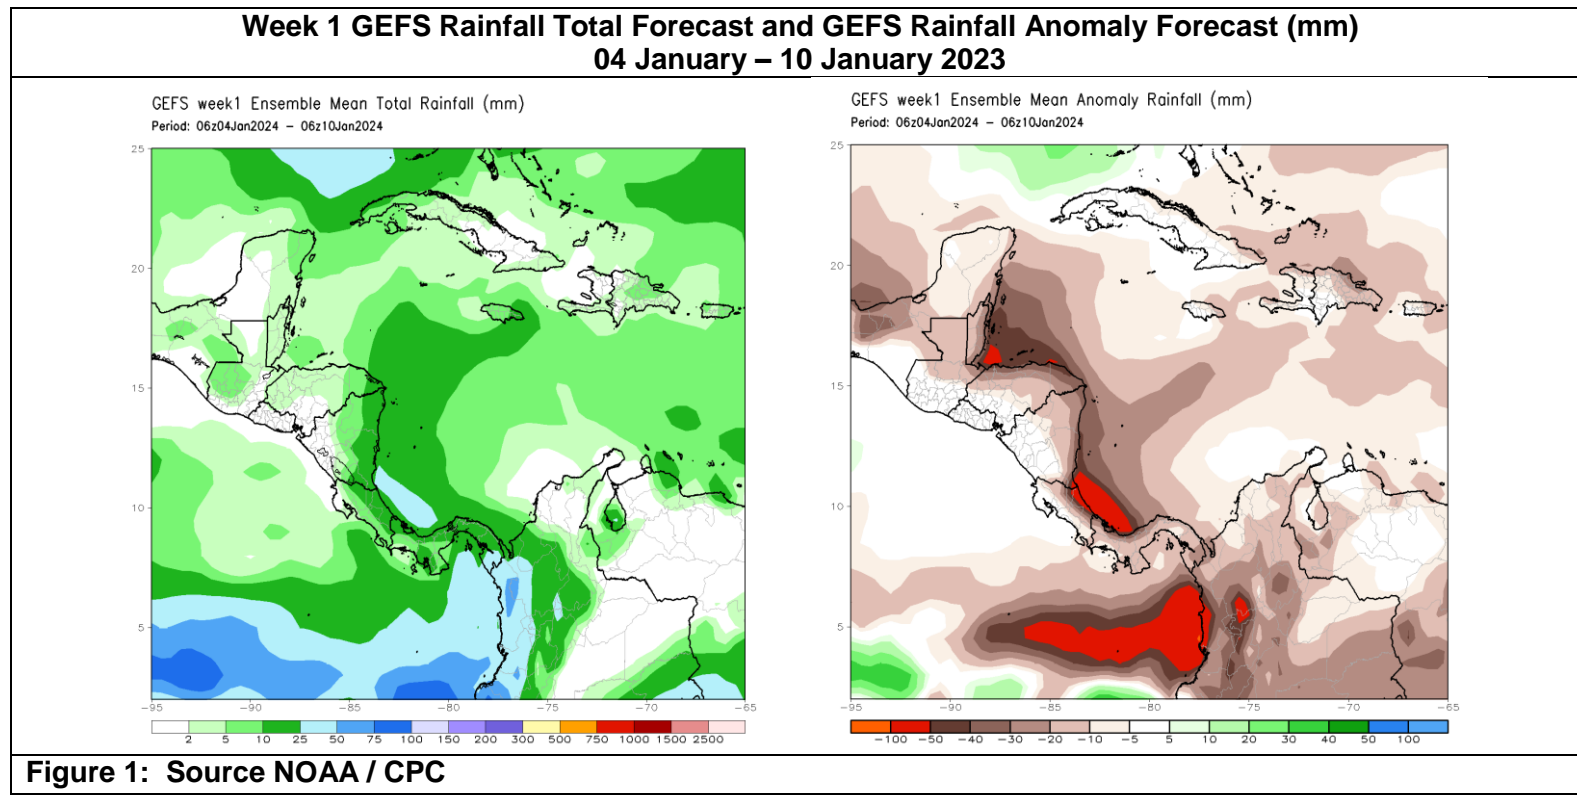 Week 1 GEFS Rainfall Total Forecast and GEFS Rainfall Anomaly Forecast (mm)
04 January – 10 January 2023
GEFS week1 Ensemble Mean Total Rainfall (mm)
Period: 06z04Jan2024 – 06z10Jan2024
25
20
15
10
5
−95 −90 −85 −80 −75 −70 −65
2 5 10 25 50 75 100 150 200 300 500 750 1000 1500 2500
GEFS week1 Ensemble Mean Anomaly Rainfall (mm)
Period: 06z04Jan2024 – 06z10Jan2024
25
20
15
10
5
−95 −90 −85 −80 −75 −70 −65
−100 −50 −40 −30 −20 −10 −5 5 10 20 30 40 50 100
Figure 1: Source NOAA / CPC